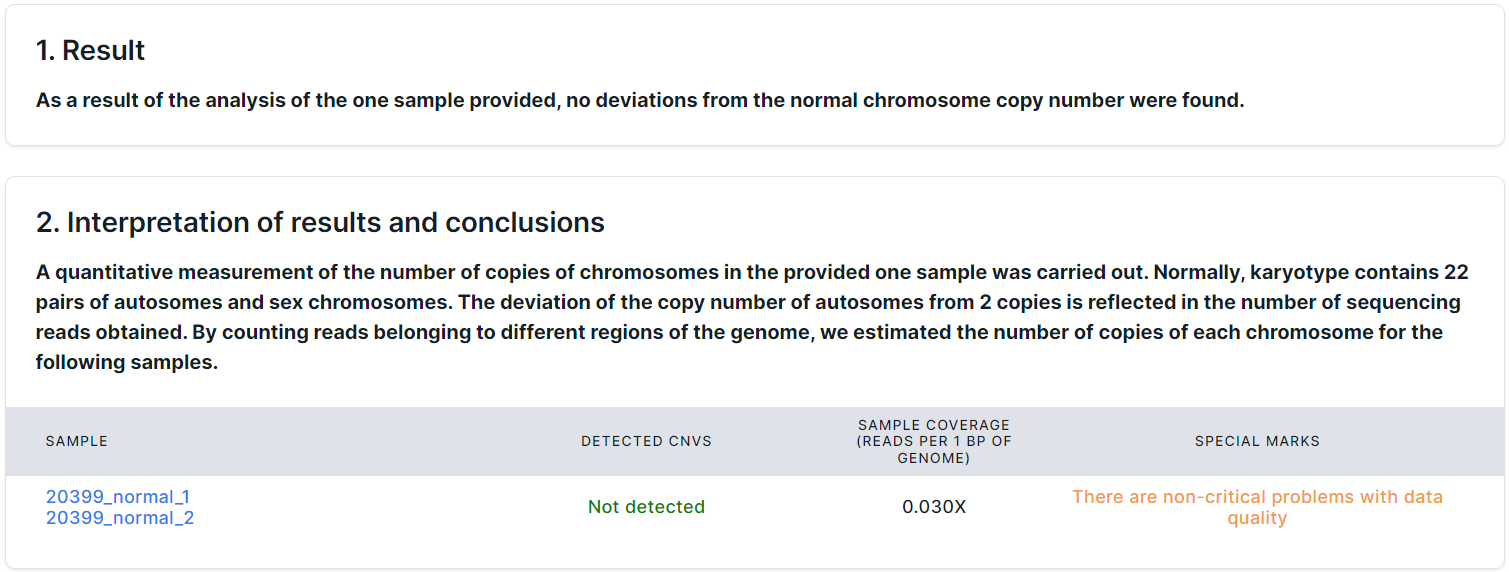 1. Result
As a result of the analysis of the one sample provided, no deviations from the normal chromosome copy number were found.
2. Interpretation of results and conclusions
A quantitative measurement of the number of copies of chromosomes in the provided one sample was carried out. Normally, karyotype contains 22
pairs of autosomes and sex chromosomes. The deviation of the copy number of autosomes from 2 copies is reflected in the number of sequencing
reads obtained. By counting reads belonging to different regions of the genome, we estimated the number of copies of each chromosome for the
following samples.
SAMPLE
DETECTED CNVS
SAMPLE COVERAGE
(READS PER 1 BP OF
GENOME)
SPECIAL MARKS
20399_normal_1
20399_normal_2
Not detected
0.030X
There are non-critical problems with data
quality